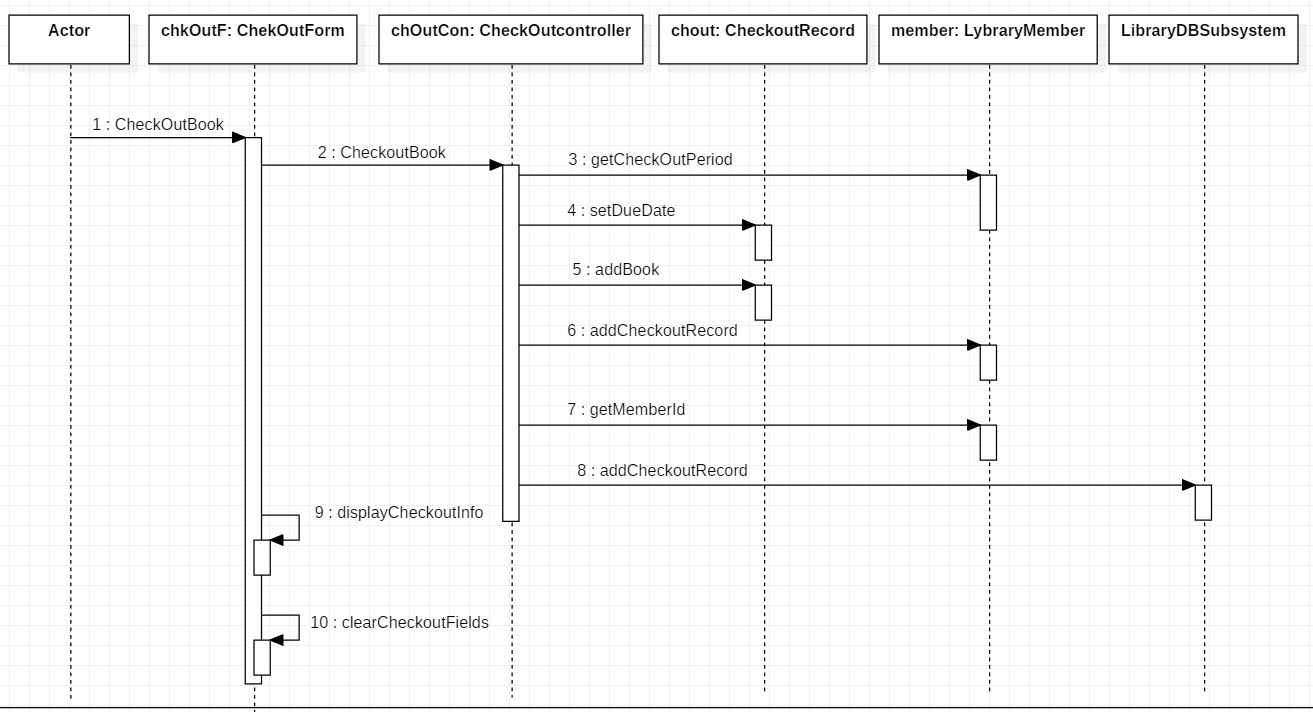 Actor
chkOutF: ChekOutForm
chOutCon: CheckOutcontroller
chout: CheckoutRecord
member: LybraryMember
LibraryDBSubsystem
1 : CheckOutBook
2 : CheckoutBook
3 : getCheckOutPeriod
4 : setDueDate
5 : addBook
6 : addCheckoutRecord
7 : getMemberId
8 : addCheckoutRecord
9 : displayCheckoutInfo
10 : clearCheckoutFields